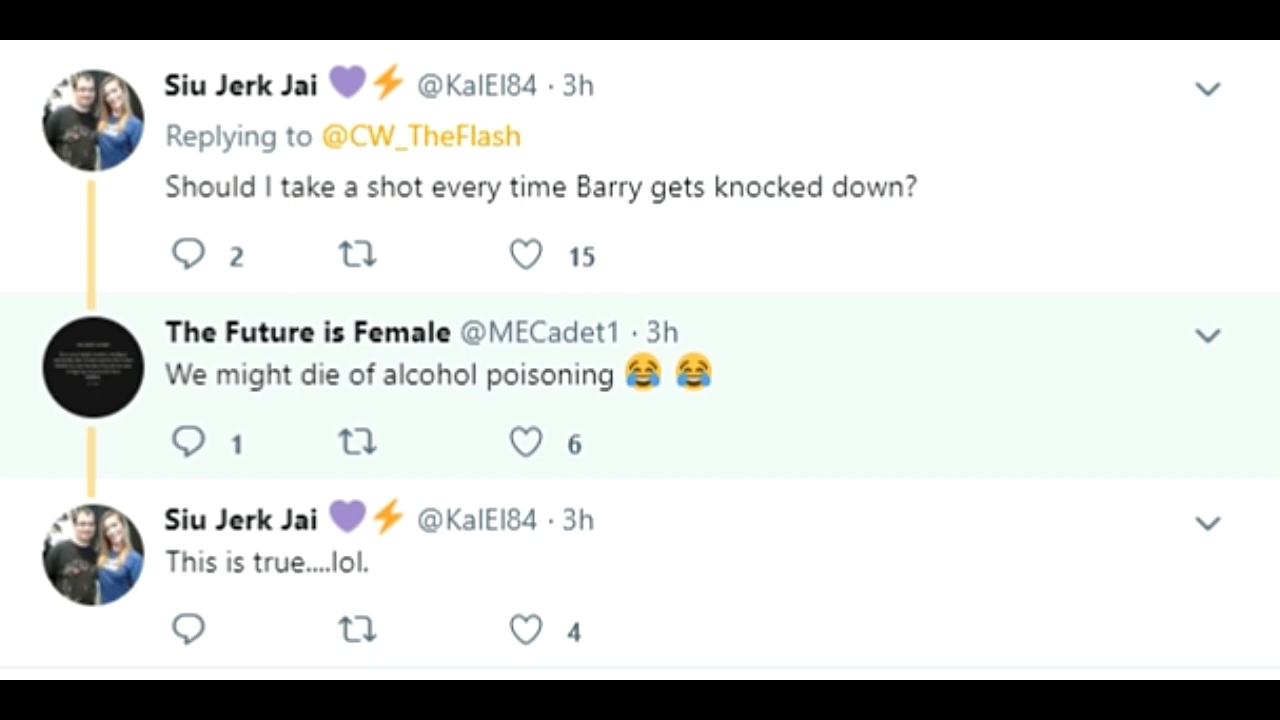 Siu Jerk Jai 💜⚡ @KalEl84 · 3h
Replying to @CW_TheFlash
Should I take a shot every time Barry gets knocked down?
2 15
The Future is Female @MECadet1 · 3h
We might die of alcohol poisoning 😂 😂
1 6
Siu Jerk Jai 💜⚡ @KalEl84 · 3h
This is true....lol.
4